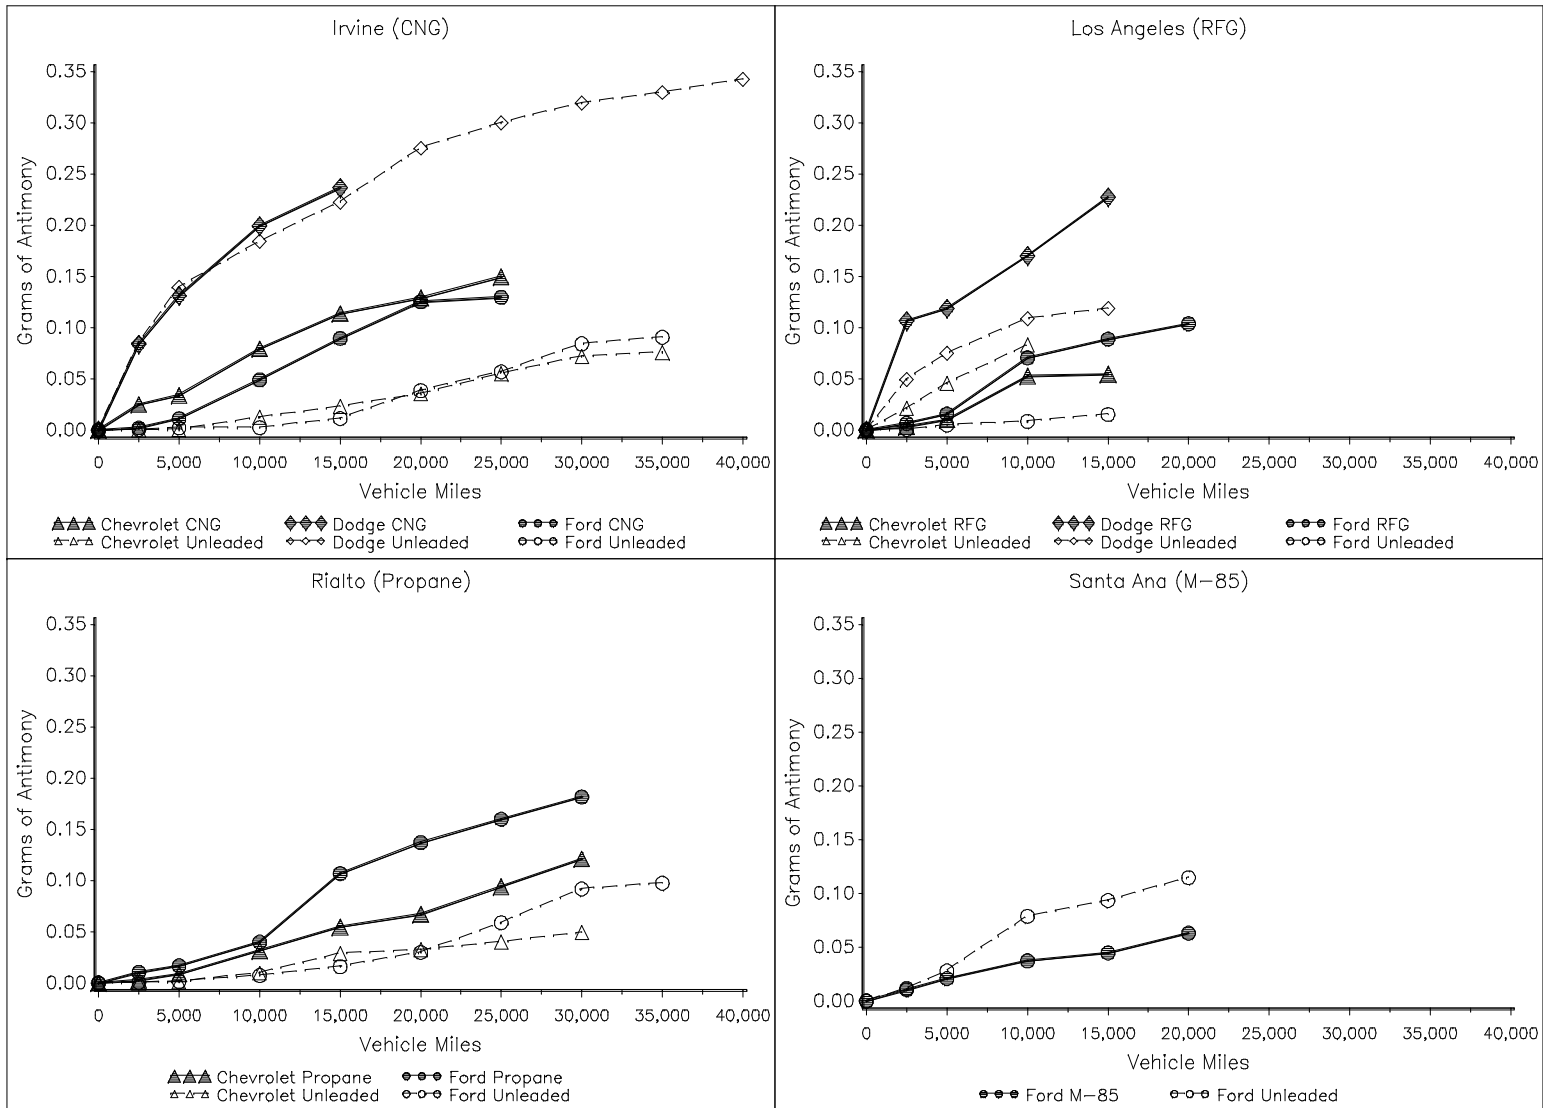 Irvine (CNG)
Grams of Antimony
0.35
0.30
0.25
0.20
0.15
0.10
0.05
0.00
0 5,000 10,000 15,000 20,000 25,000 30,000 35,000 40,000
Vehicle Miles
Chevrolet CNG Dodge CNG Ford CNG
Chevrolet Unleaded Dodge Unleaded Ford Unleaded
Los Angeles (RFG)
Grams of Antimony
0.35
0.30
0.25
0.20
0.15
0.10
0.05
0.00
0 5,000 10,000 15,000 20,000 25,000 30,000 35,000 40,000
Vehicle Miles
Chevrolet RFG Dodge RFG Ford RFG
Chevrolet Unleaded Dodge Unleaded Ford Unleaded
Rialto (Propane)
Grams of Antimony
0.35
0.30
0.25
0.20
0.15
0.10
0.05
0.00
0 5,000 10,000 15,000 20,000 25,000 30,000 35,000 40,000
Vehicle Miles
Chevrolet Propane Ford Propane
Chevrolet Unleaded Ford Unleaded
Santa Ana (M-85)
Grams of Antimony
0.35
0.30
0.25
0.20
0.15
0.10
0.05
0.00
0 5,000 10,000 15,000 20,000 25,000 30,000 35,000 40,000
Vehicle Miles
Ford M-85 Ford Unleaded